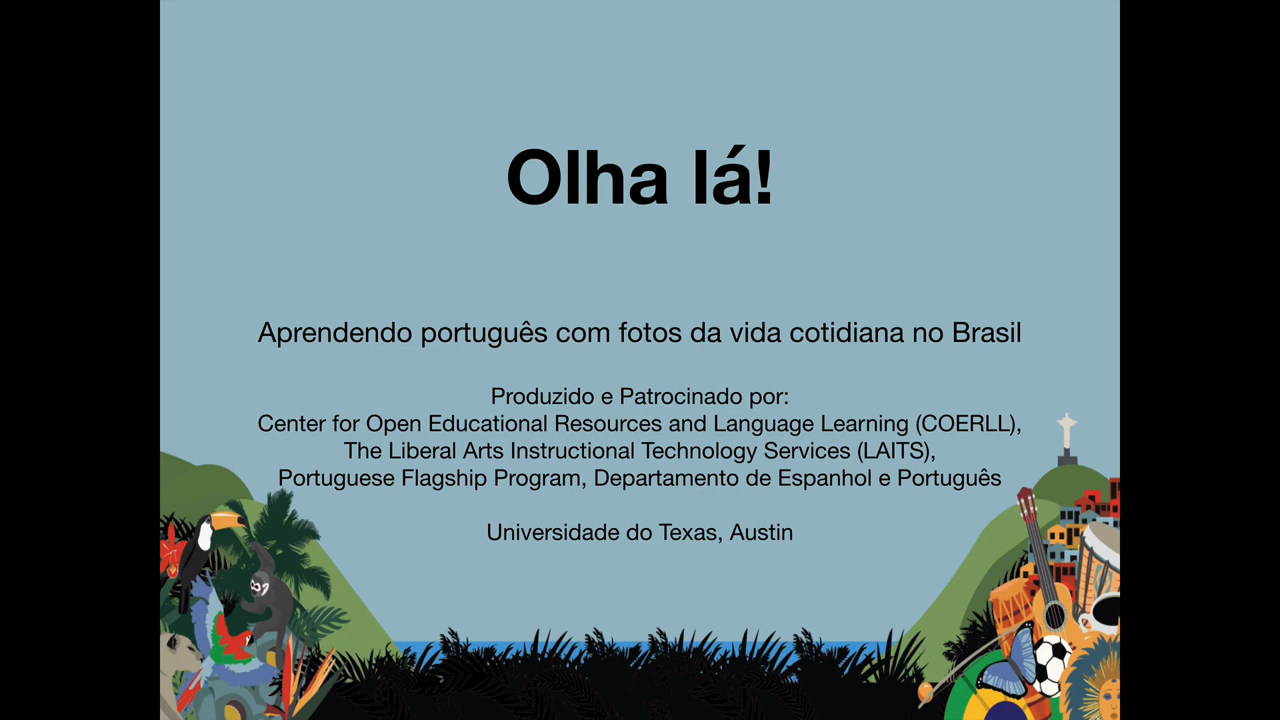 Olha lá!
Aprendendo português com fotos da vida cotidiana no Brasil
Produzido e Patrocinado por:
Center for Open Educational Resources and Language Learning (COERLL),
The Liberal Arts Instructional Technology Services (LAITS),
Portuguese Flagship Program, Departamento de Espanhol e Português
Universidade do Texas, Austin